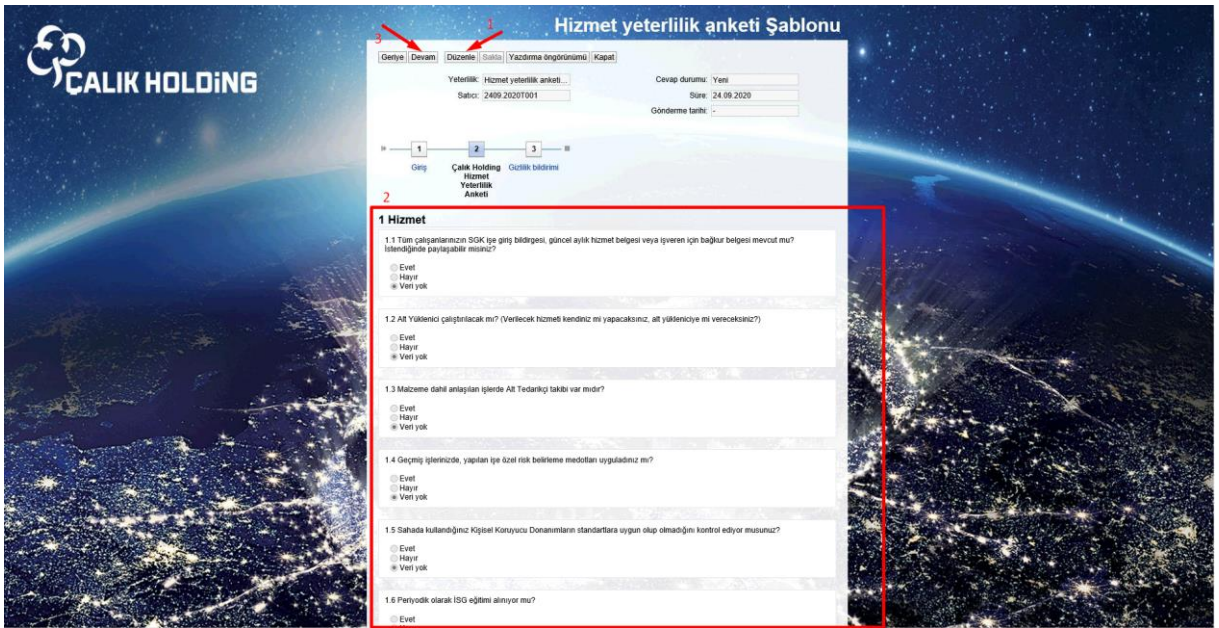 Hizmet yeterlilik anketi Şablonu
ÇALIK HOLDİNG
1
3
Geriye Devam Düzenle Sakla Yazdırma öngörünümü Kapat
Yeterlilik: Hizmet yeterlilik anketi... Cevap durumu: Yeni
Satıcı: 2409.2020T001 Süre: 24.09.2020
Gönderme tarihi: -
1 2 3
Giriş Çalık Holding Gizlilik bildirimi
Hizmet
Yeterlilik
Anketi
2
1 Hizmet
1.1 Tüm çalışanlarınızın SGK işe giriş bildirgesi, güncel aylık hizmet belgesi veya işveren için bağkur belgesi mevcut mu?
İstendiğinde paylaşabilir misiniz?
Evet
Hayır
Veri yok
1.2 Alt Yüklenici çalıştırılacak mı? (Verilecek hizmeti kendiniz mi yapacaksınız, alt yükleniciye mi vereceksiniz?)
Evet
Hayır
Veri yok
1.3 Malzeme dahil anlaşılan işlerde Alt Tedarikçi takibi var mıdır?
Evet
Hayır
Veri yok
1.4 Geçmiş işlerinizde, yapılan işe özel risk belirleme medotları uyguladınız mı?
Evet
Hayır
Veri yok
1.5 Sahada kullandığınız Kişisel Koruyucu Donanımların standartlara uygun olup olmadığını kontrol ediyor musunuz?
Evet
Hayır
Veri yok
1.6 Periyodik olarak İSG eğitimi alınıyor mu?
Evet